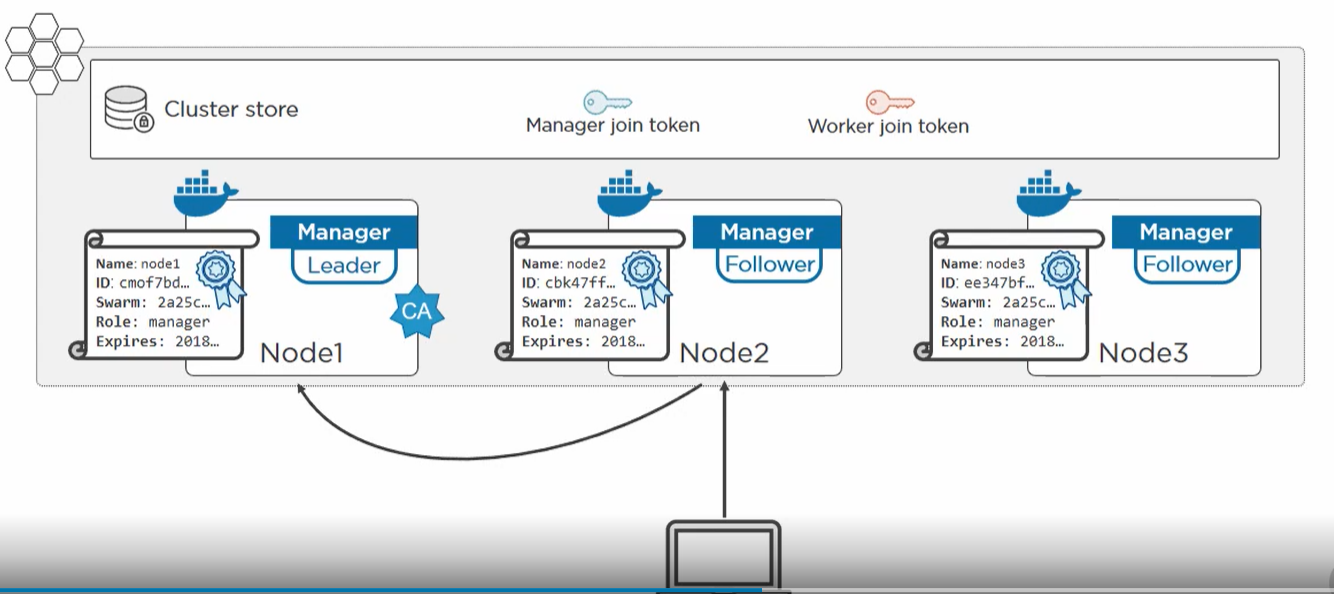 Cluster store
Manager join token
Worker join token
Manager
Leader
Name: node1
ID: cmof7bd…
Swarm: 2a25c…
Role: manager
Expires: 2018…
CA
Node1
Manager
Follower
Name: node2
ID: cbk47ff…
Swarm: 2a25c…
Role: manager
Expires: 2018…
Node2
Manager
Follower
Name: node3
ID: ee347bf…
Swarm: 2a25c…
Role: manager
Expires: 2018…
Node3